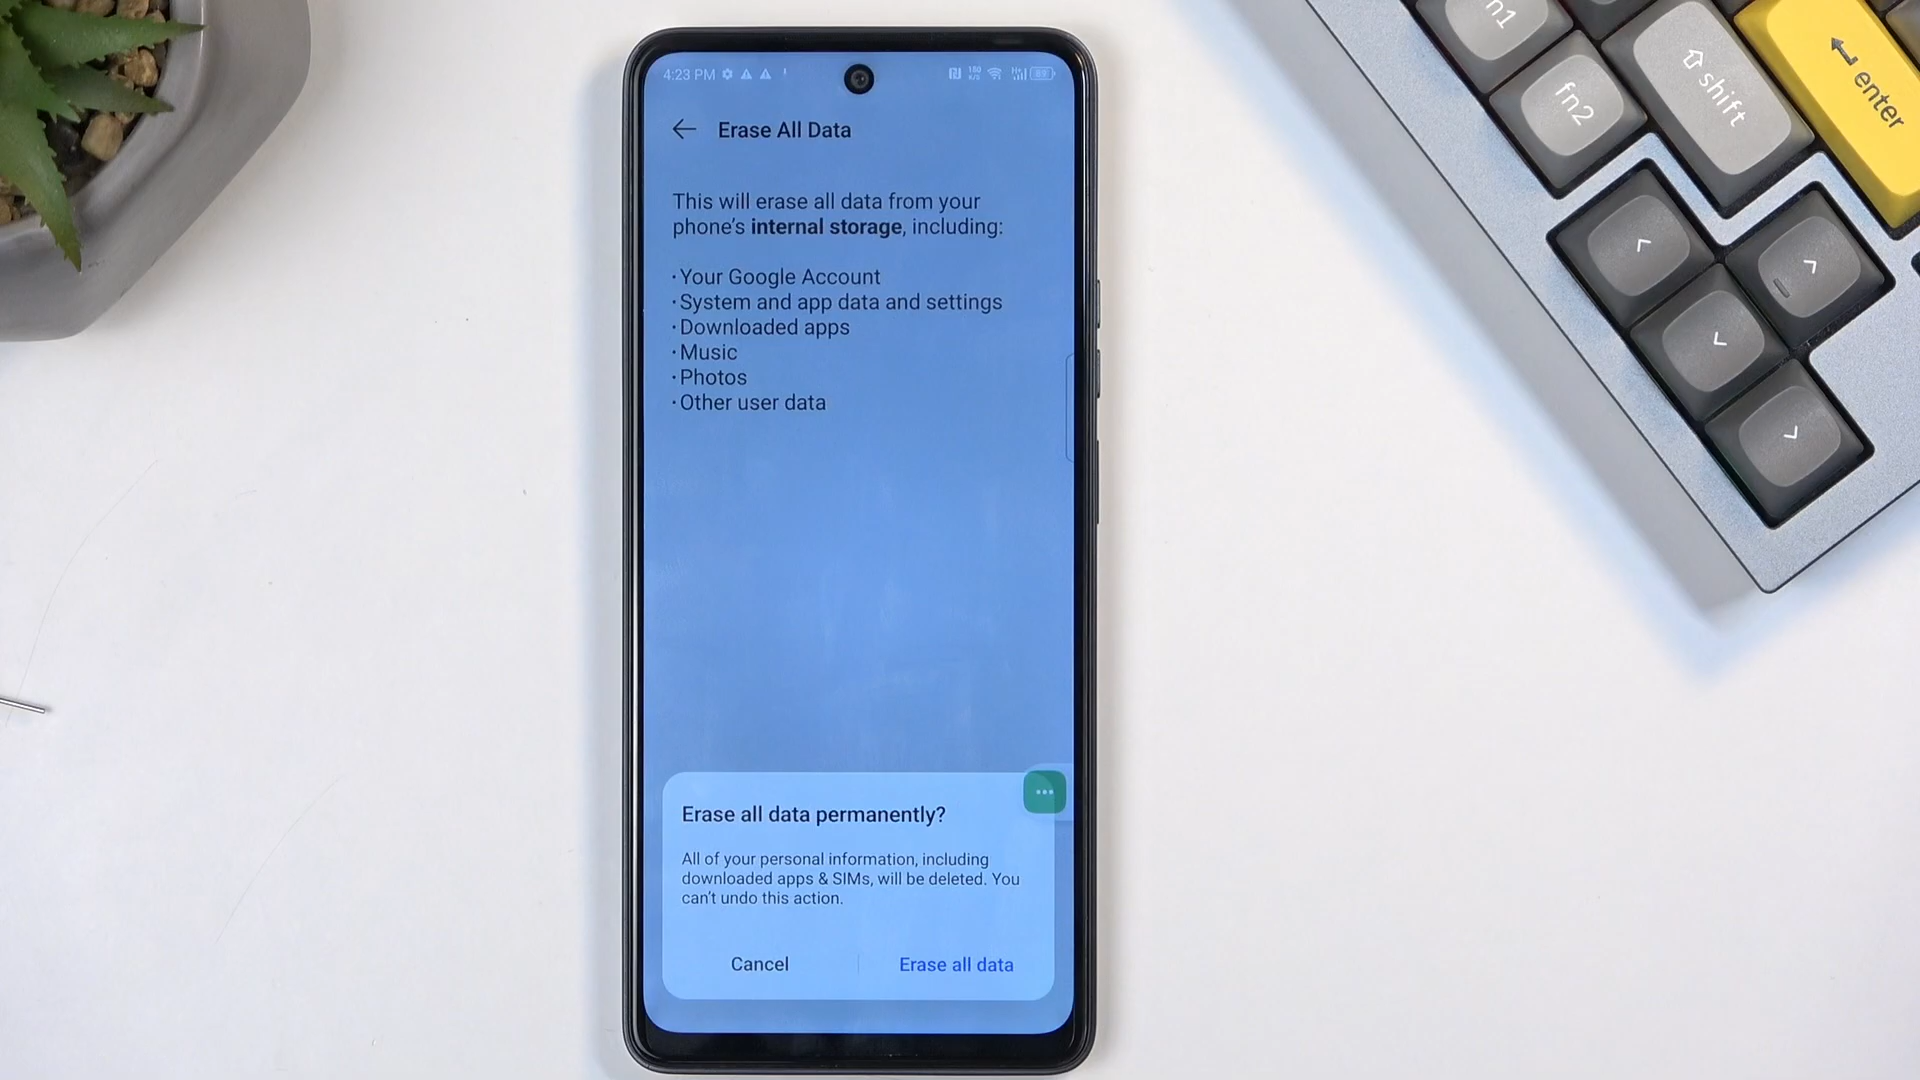 4:23 PM
Erase All Data
This will erase all data from your
phone's internal storage, including:
·Your Google Account
·System and app data and settings
·Downloaded apps
·Music
·Photos
·Other user data
Erase all data permanently?
All of your personal information, including
downloaded apps & SIMs, will be deleted. You
can't undo this action.
Cancel
Erase all data
fn1
fn2
shift
enter